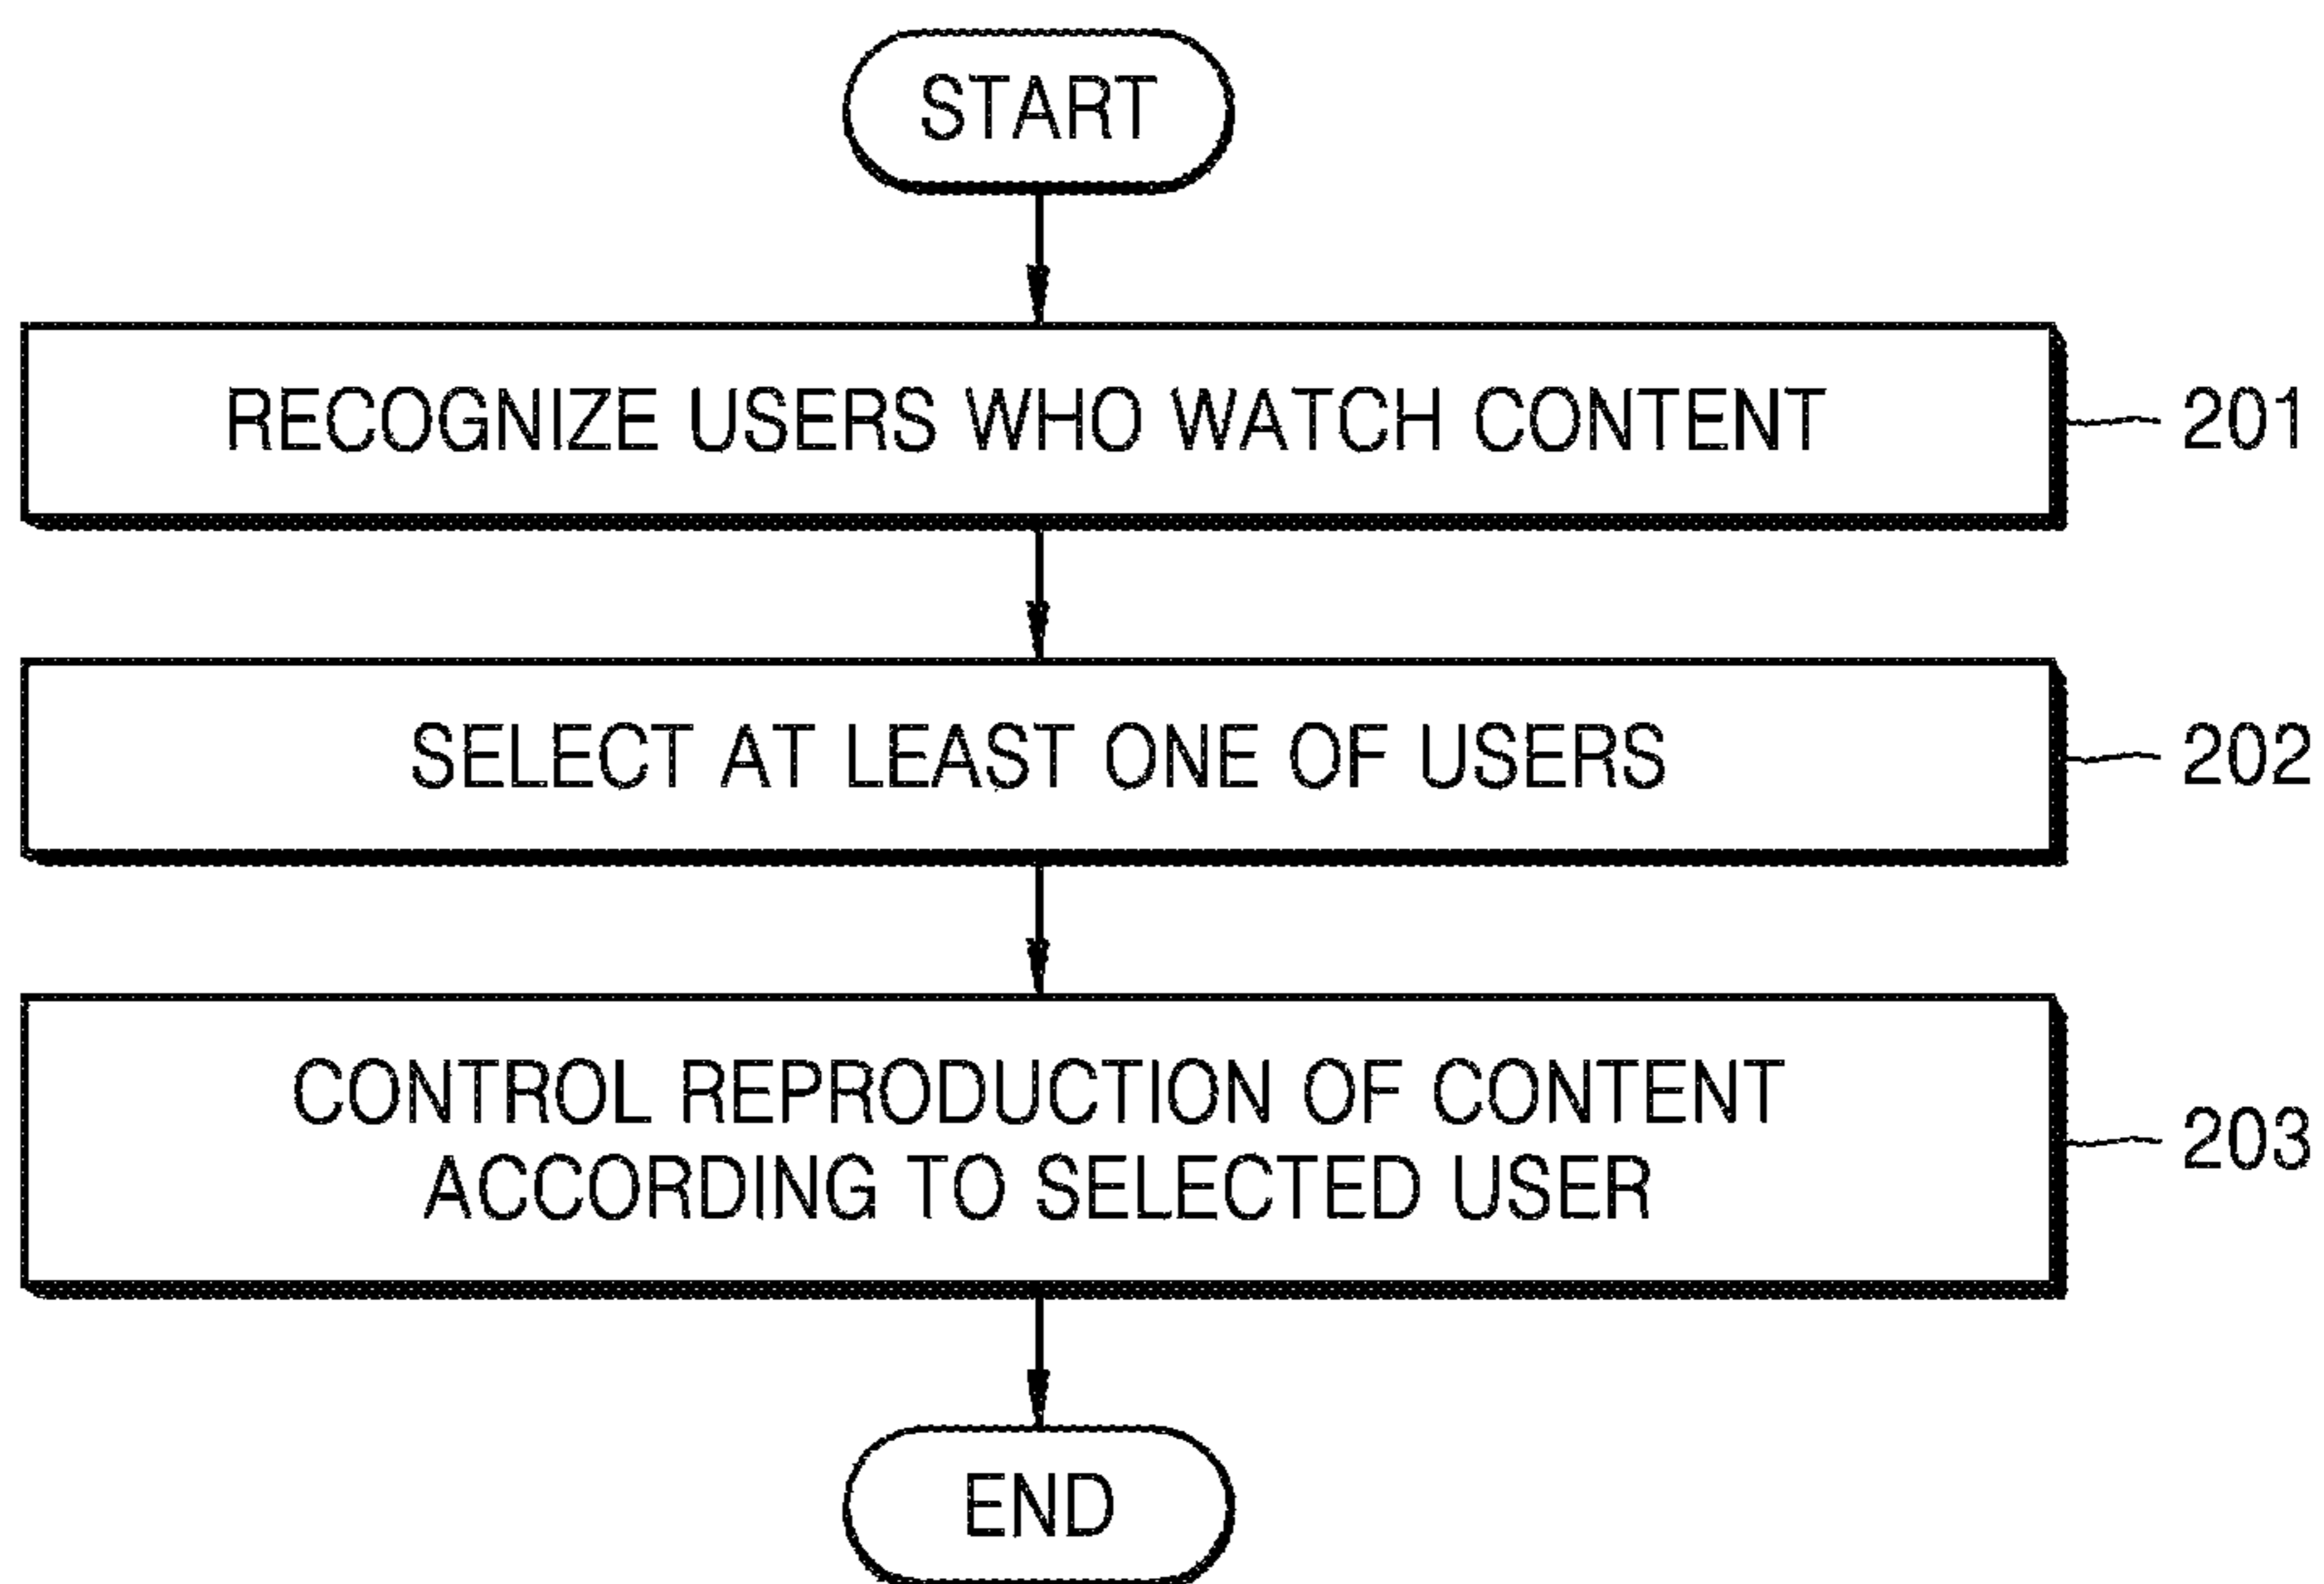 START
RECOGNIZE USERS WHO WATCH CONTENT
201
SELECT AT LEAST ONE OF USERS
202
CONTROL REPRODUCTION OF CONTENT
ACCORDING TO SELECTED USER
203
END